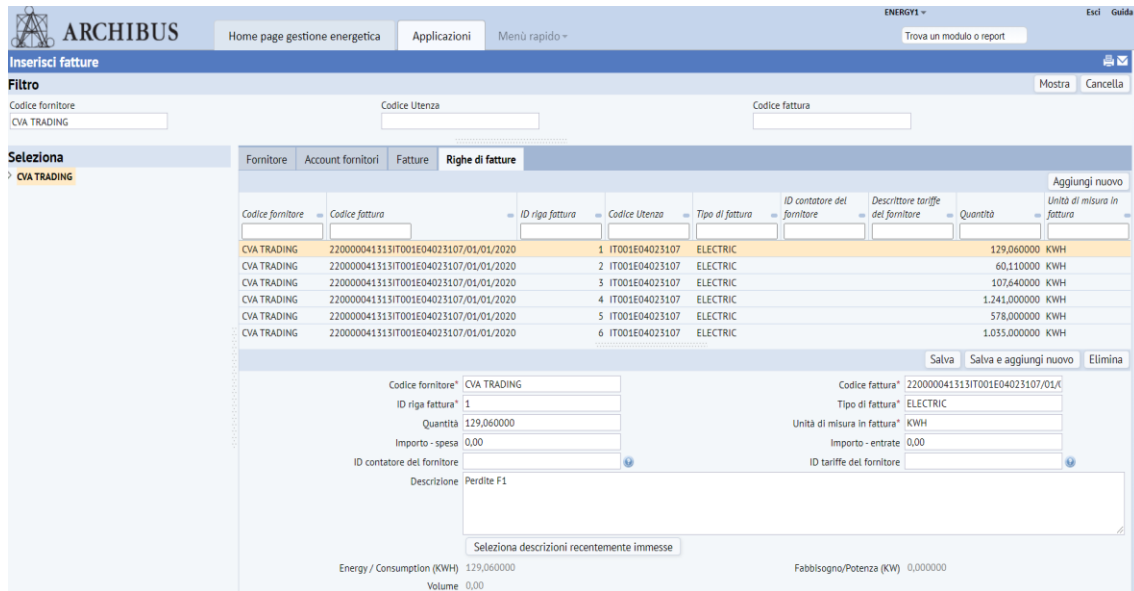 ENERGY1
Esci Guida
ARCHIBUS
Home page gestione energetica Applicazioni Menù rapido
Trova un modulo o report
Inserisci fatture
Filtro Mostra Cancella
Codice fornitore Codice Utenza Codice fattura
CVA TRADING
Seleziona
CVA TRADING
Fornitore Account fornitori Fatture Righe di fatture
Aggiungi nuovo
Codice fornitore Codice fattura ID riga fattura Codice Utenza Tipo di fattura ID contatore del fornitore Descrittore tariffe del fornitore Quantità Unità di misura in fattura
CVA TRADING 220000041313IT001E04023107/01/01/2020 1 IT001E04023107 ELECTRIC 129,060000 KWH
CVA TRADING 220000041313IT001E04023107/01/01/2020 2 IT001E04023107 ELECTRIC 60,110000 KWH
CVA TRADING 220000041313IT001E04023107/01/01/2020 3 IT001E04023107 ELECTRIC 107,640000 KWH
CVA TRADING 220000041313IT001E04023107/01/01/2020 4 IT001E04023107 ELECTRIC 1.241,000000 KWH
CVA TRADING 220000041313IT001E04023107/01/01/2020 5 IT001E04023107 ELECTRIC 578,000000 KWH
CVA TRADING 220000041313IT001E04023107/01/01/2020 6 IT001E04023107 ELECTRIC 1.035,000000 KWH
Salva Salva e aggiungi nuovo Elimina
Codice fornitore* CVA TRADING Codice fattura* 220000041313IT001E04023107/01/
ID riga fattura* 1 Tipo di fattura* ELECTRIC
Quantità 129,060000 Unità di misura in fattura* KWH
Importo - spesa 0,00 Importo - entrate 0,00
ID contatore del fornitore ID tariffe del fornitore
Descrizione Perdite F1
Seleziona descrizioni recentemente immesse
Energy / Consumption (KWH) 129,060000 Fabbisogno/Potenza (KW) 0,000000
Volume 0,00